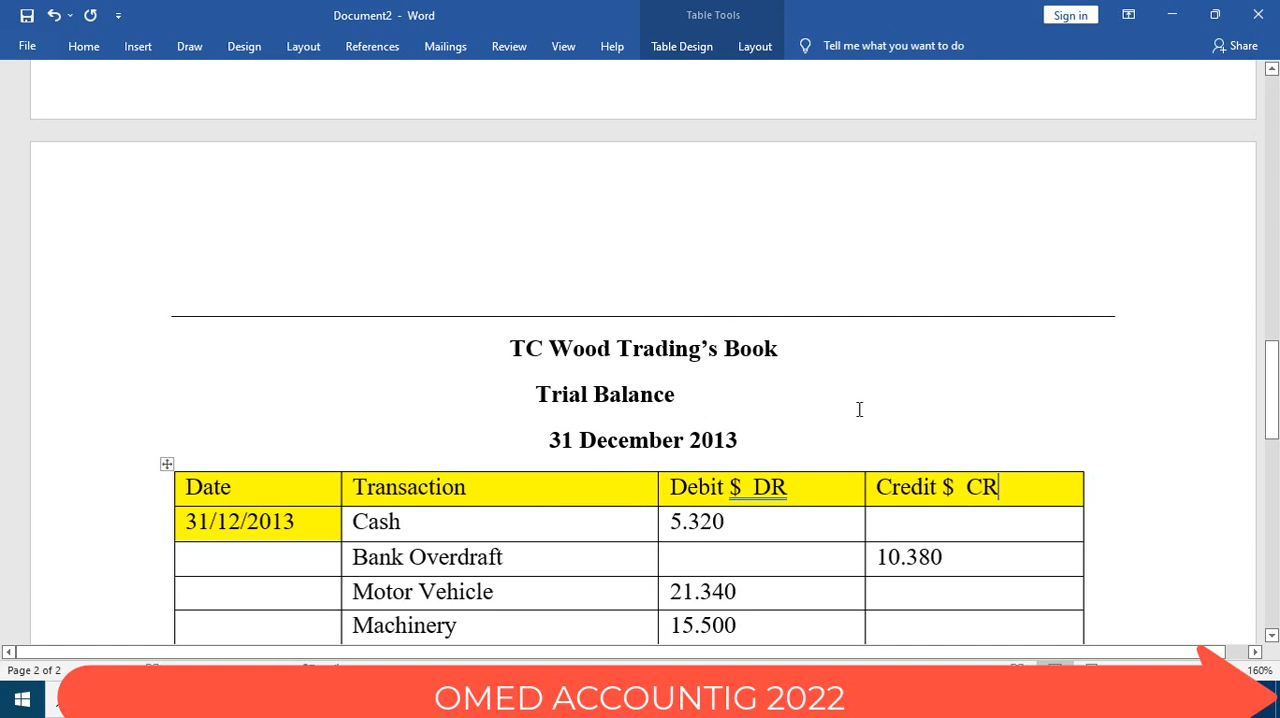 Document2 - Word
Table Tools
Sign in
File Home Insert Draw Design Layout References Mailings Review View Help Table Design Layout Tell me what you want to do Share
TC Wood Trading's Book
Trial Balance
31 December 2013
Date Transaction Debit $ DR Credit $ CR
31/12/2013 Cash 5.320
Bank Overdraft 10.380
Motor Vehicle 21.340
Machinery 15.500
Page 2 of 2 160%
OMED ACCOUNTIG 2022